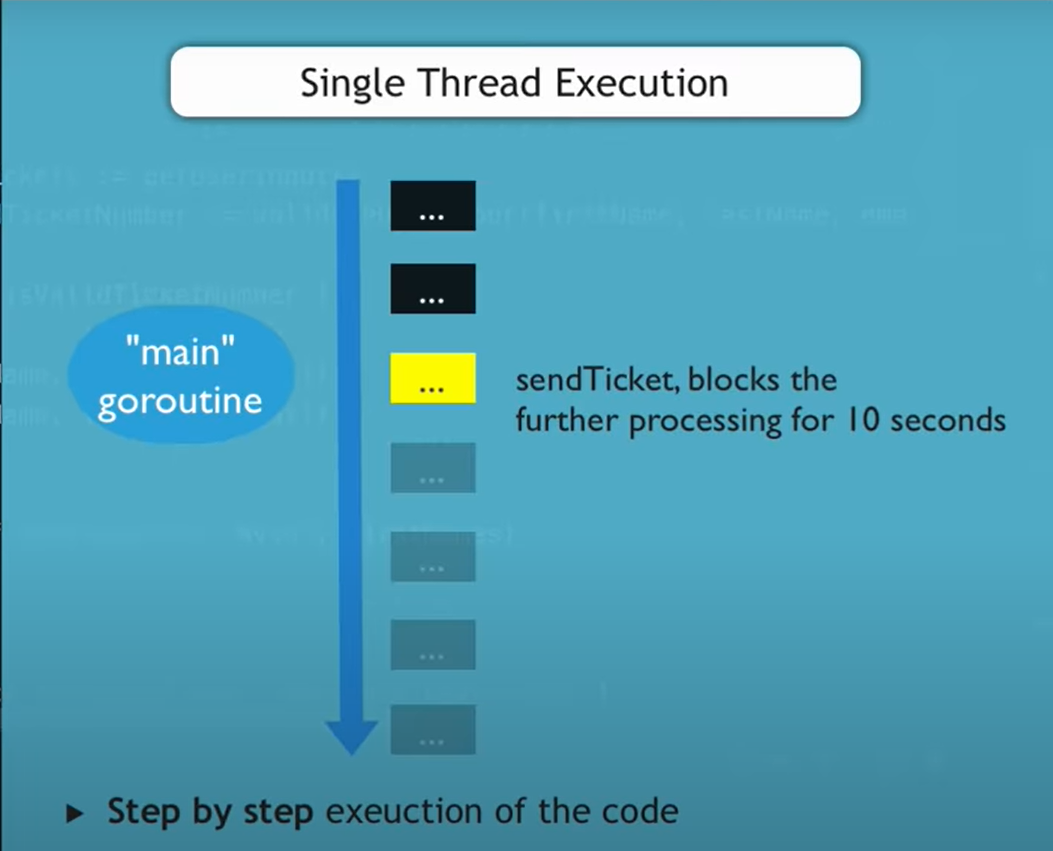 Single Thread Execution
...
...
"main"
goroutine
...
sendTicket, blocks the
further processing for 10 seconds
...
...
...
...
► Step by step exeuction of the code